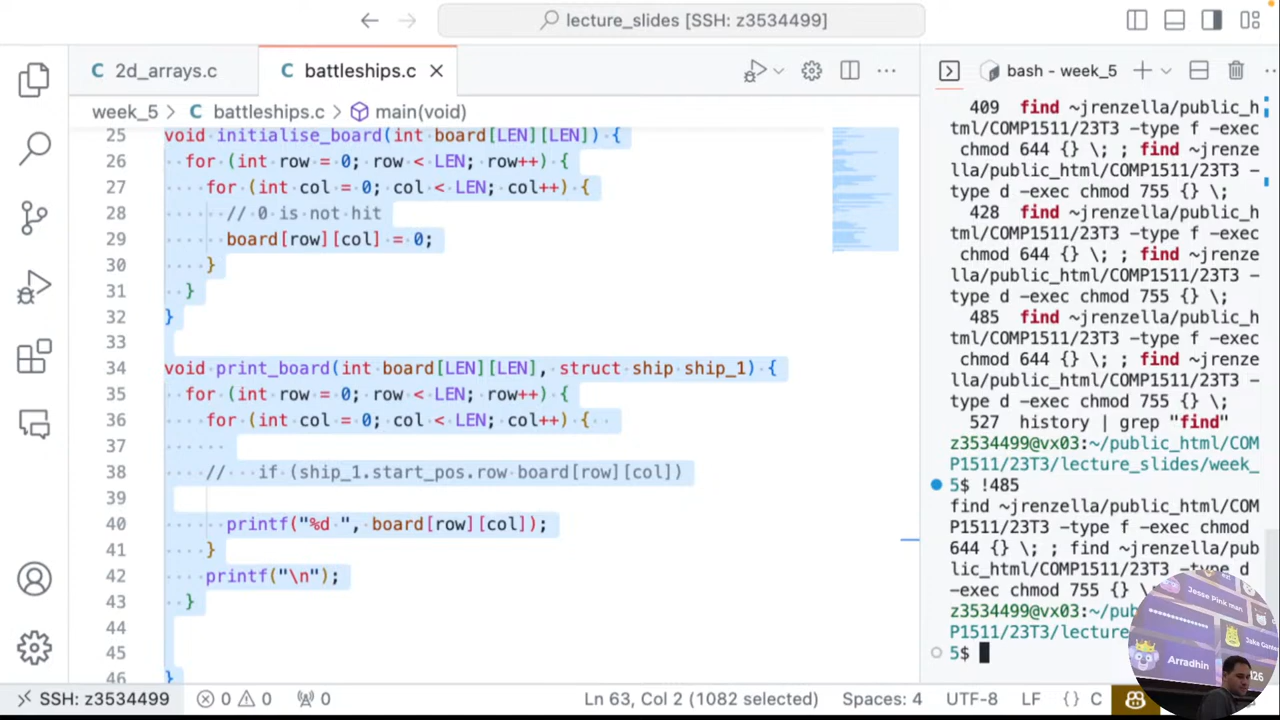 lecture_slides [SSH: z3534499]
C 2d_arrays.c
C battleships.c
bash - week_5
week_5 > C battleships.c > main(void)
25 void initialise_board(int board[LEN][LEN]) {
26 for (int row = 0; row < LEN; row++) {
27 for (int col = 0; col < LEN; col++) {
28 // 0 is not hit
29 board[row][col] = 0;
30 }
31 }
32 }
33
34 void print_board(int board[LEN][LEN], struct ship ship_1) {
35 for (int row = 0; row < LEN; row++) {
36 for (int col = 0; col < LEN; col++) {
37
38 // if (ship_1.start_pos.row board[row][col])
39
40 printf("%d ", board[row][col]);
41 }
42 printf("\n");
43 }
44
45
46 }
409 find ~jrenzella/public_h
tml/COMP1511/23T3 -type f -exec
chmod 644 {} \; ; find ~jrenze
lla/public_html/COMP1511/23T3 -
type d -exec chmod 755 {} \;
428 find ~jrenzella/public_h
tml/COMP1511/23T3 -type f -exec
chmod 644 {} \; ; find ~jrenze
lla/public_html/COMP1511/23T3 -
type d -exec chmod 755 {} \;
485 find ~jrenzella/public_h
tml/COMP1511/23T3 -type f -exec
chmod 644 {} \; ; find ~jrenze
lla/public_html/COMP1511/23T3 -
type d -exec chmod 755 {} \;
527 history | grep "find"
z3534499@vx03:~/public_html/COM
P1511/23T3/lecture_slides/week_
5$ !485
find ~jrenzella/public_html/COM
P1511/23T3 -type f -exec chmod
644 {} \; ; find ~jrenzella/pub
lic_html/COMP1511/23T3 -type d
-exec chmod 755 {} \
z3534499@vx03:~/pu
P1511/23T3/lectur
5$
Jesse Pink man
Arradhin
SSH: z3534499
0 0
0
Ln 63, Col 2 (1082 selected)
Spaces: 4
UTF-8
LF
{} C